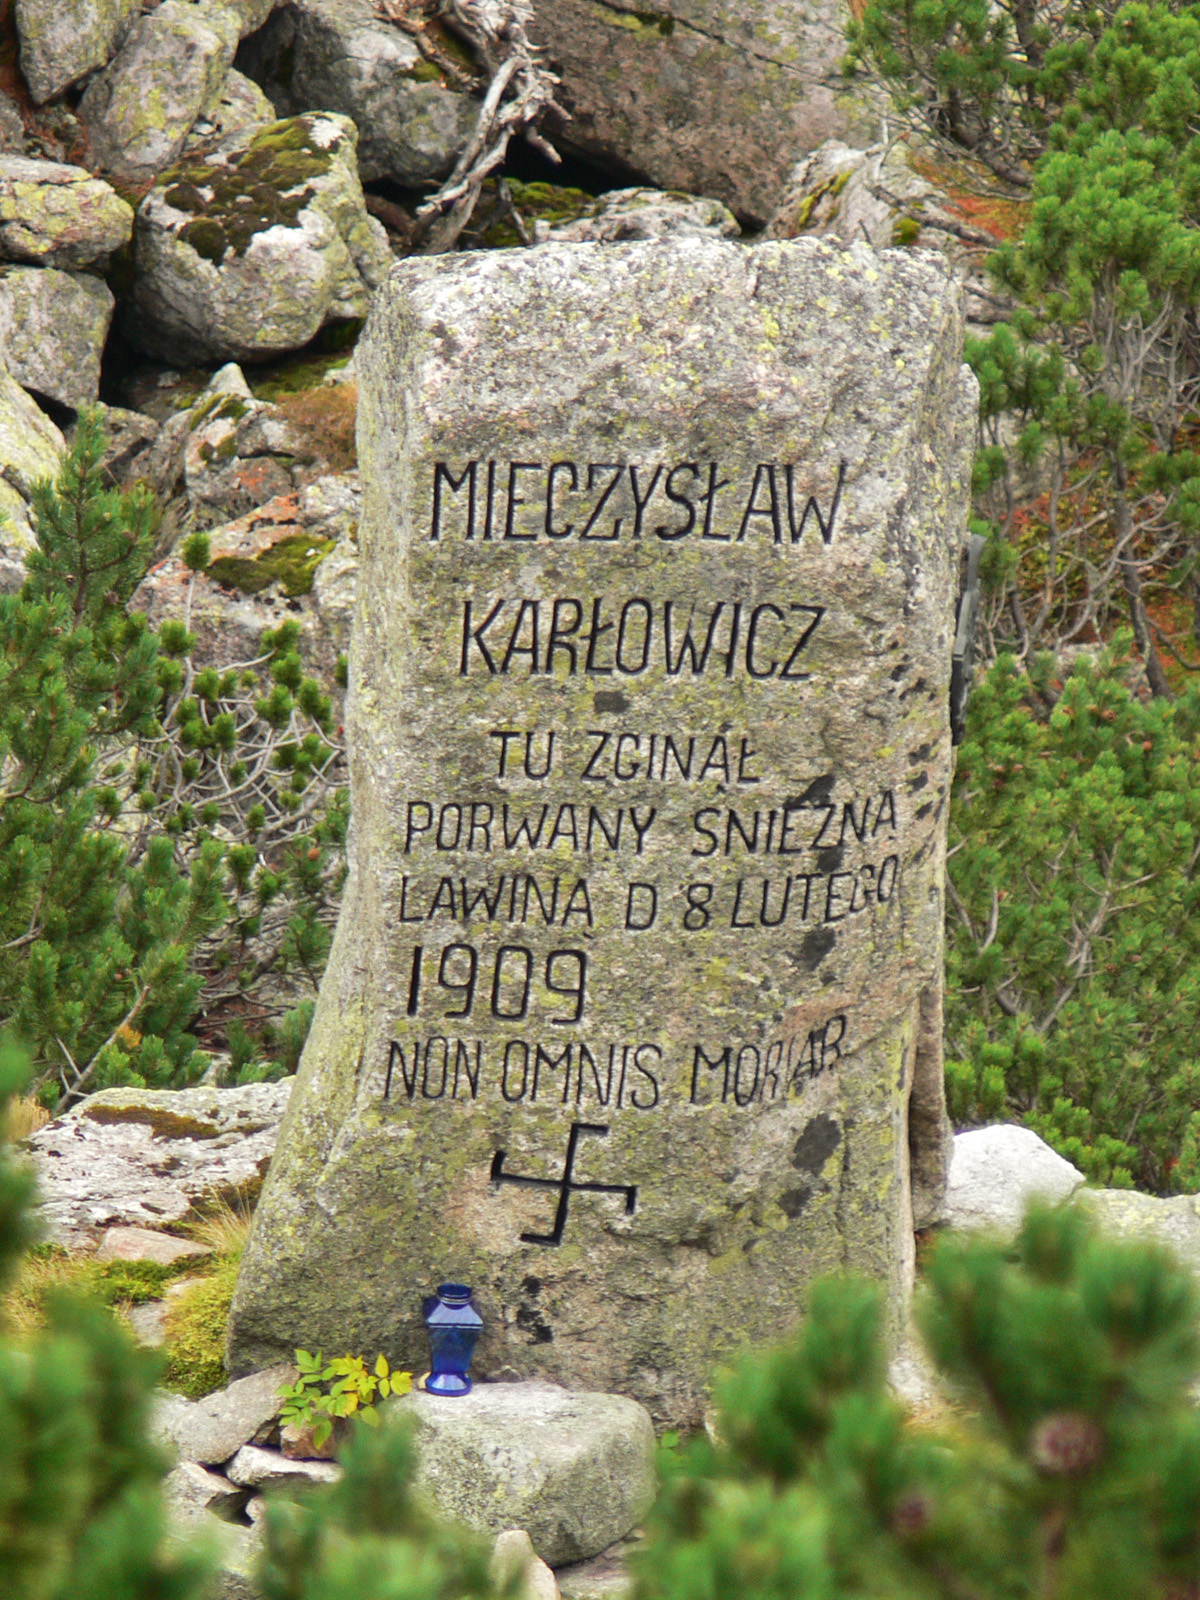 MIECZYSŁAW
KARŁOWICZ
TU ZGINĄŁ
PORWANY ŚNIEŻNĄ
LAWINĄ D 8 LUTEGO
1909
NON OMNIS MORIAR